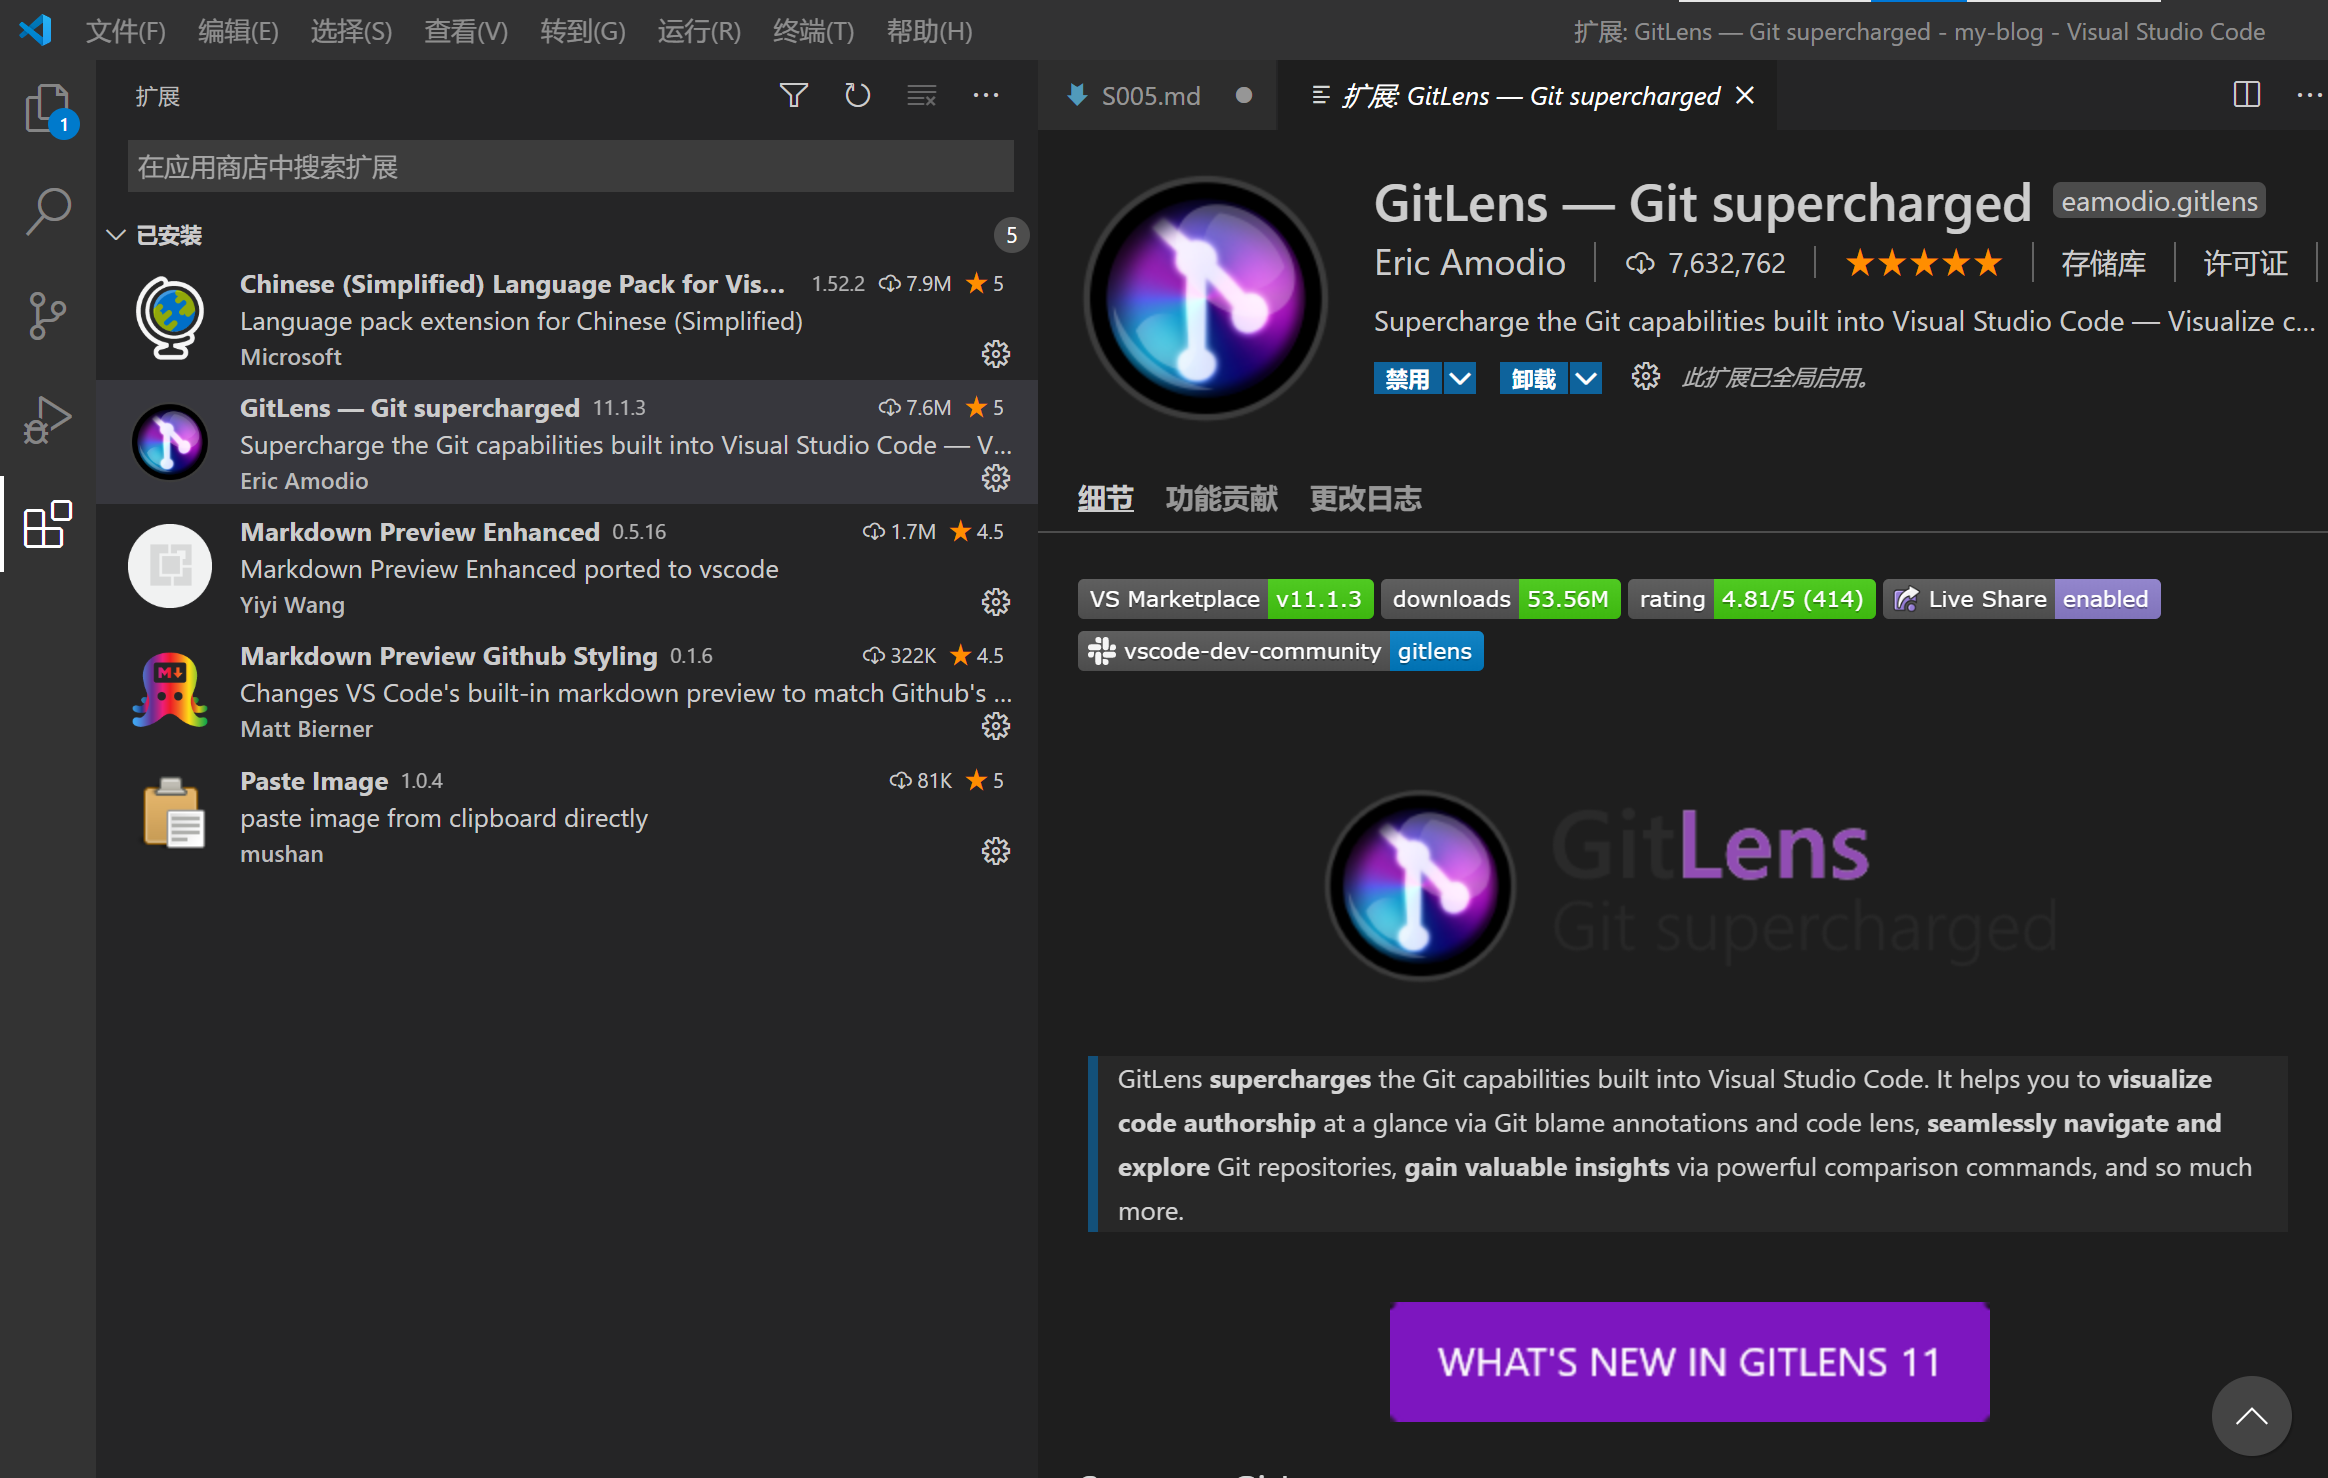 文件(F) 编辑(E) 选择(S) 查看(V) 转到(G) 运行(R) 终端(T) 帮助(H) 扩展: GitLens — Git supercharged - my-blog - Visual Studio Code
1
扩展
在应用商店中搜索扩展
已安装 5
Chinese (Simplified) Language Pack for Vis... 1.52.2 7.9M 5
Language pack extension for Chinese (Simplified)
Microsoft
GitLens — Git supercharged 11.1.3 7.6M 5
Supercharge the Git capabilities built into Visual Studio Code — V...
Eric Amodio
Markdown Preview Enhanced 0.5.16 1.7M 4.5
Markdown Preview Enhanced ported to vscode
Yiyi Wang
Markdown Preview Github Styling 0.1.6 322K 4.5
Changes VS Code's built-in markdown preview to match Github's ...
Matt Bierner
M
Paste Image 1.0.4 81K 5
paste image from clipboard directly
mushan
S005.md 扩展: GitLens — Git supercharged
GitLens — Git supercharged eamodio.gitlens
Eric Amodio 7,632,762 存储库 许可证
Supercharge the Git capabilities built into Visual Studio Code — Visualize c...
禁用 卸载 此扩展已全局启用。
细节 功能贡献 更改日志
VS Marketplace v11.1.3 downloads 53.56M rating 4.81/5 (414) Live Share enabled
vscode-dev-community gitlens
GitLens
Git supercharged
GitLens supercharges the Git capabilities built into Visual Studio Code. It helps you to visualize
code authorship at a glance via Git blame annotations and code lens, seamlessly navigate and
explore Git repositories, gain valuable insights via powerful comparison commands, and so much
more.
WHAT'S NEW IN GITLENS 11